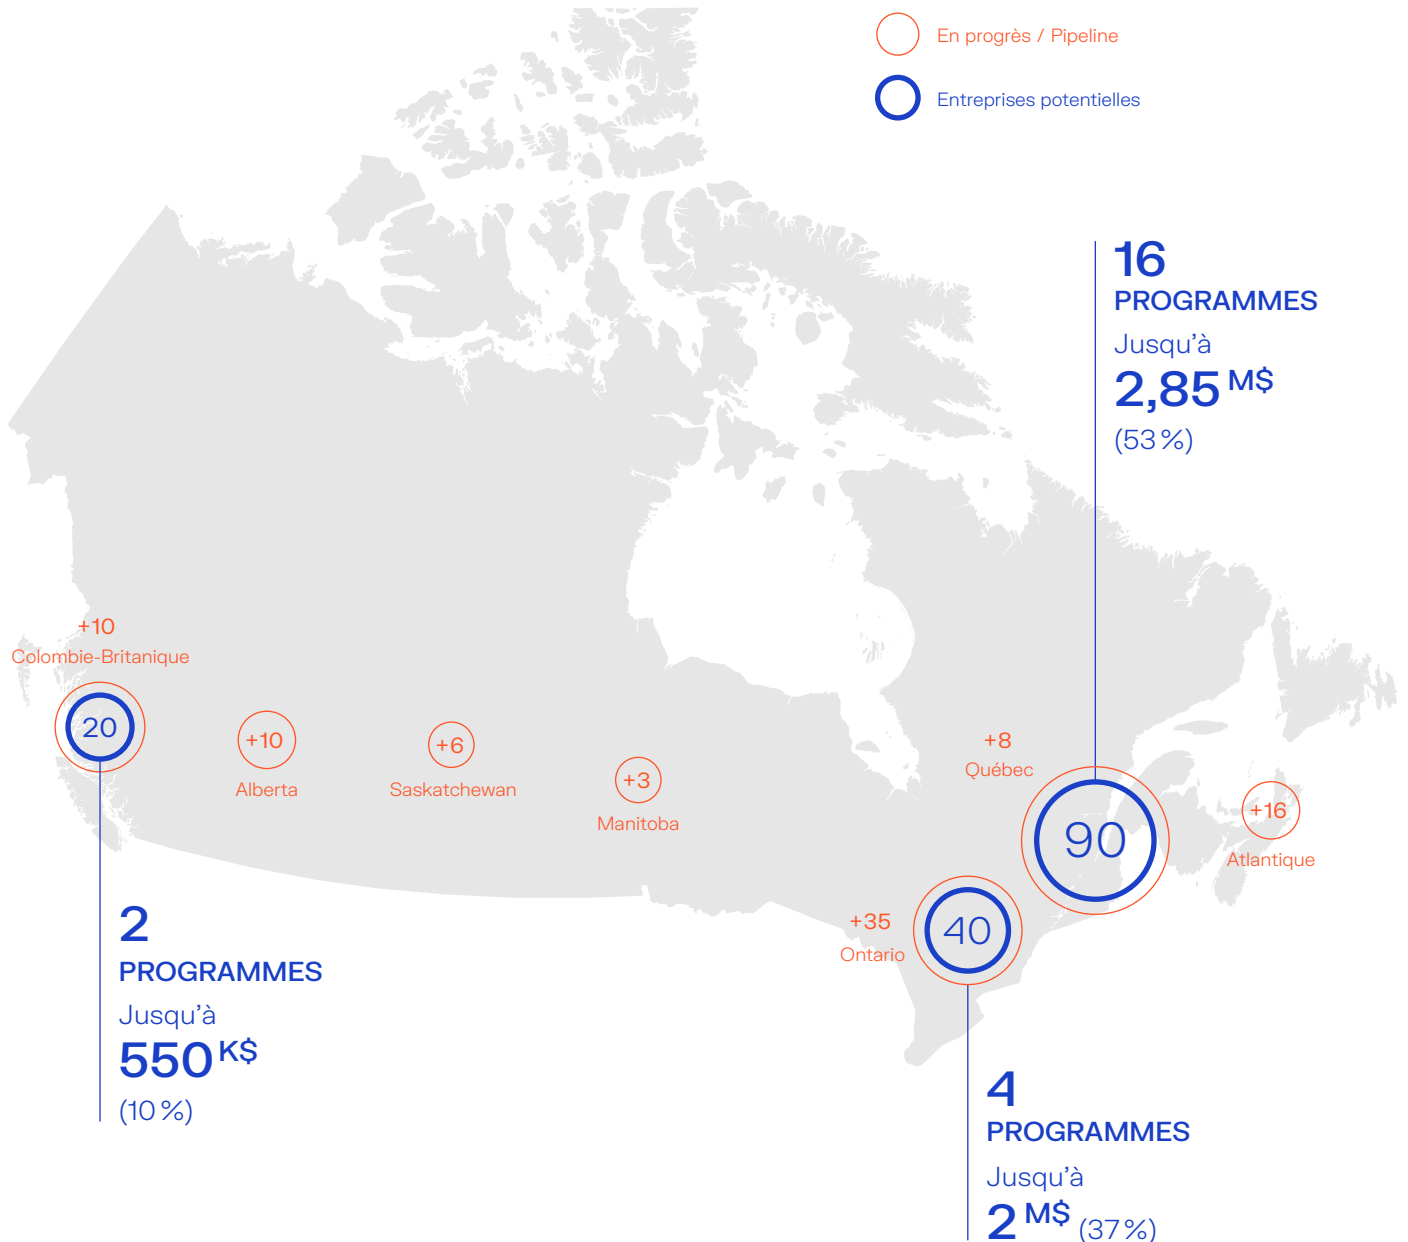 En progrès / Pipeline
Entreprises potentielles
16
PROGRAMMES
Jusqu'à
2,85 M$
(53 %)
+10
Colombie-Britanique
20
+10
Alberta
+6
Saskatchewan
+3
Manitoba
+8
Québec
90
+16
Atlantique
+35
Ontario
40
2
PROGRAMMES
Jusqu'à
550 K$
(10 %)
4
PROGRAMMES
Jusqu'à
2 M$ (37 %)